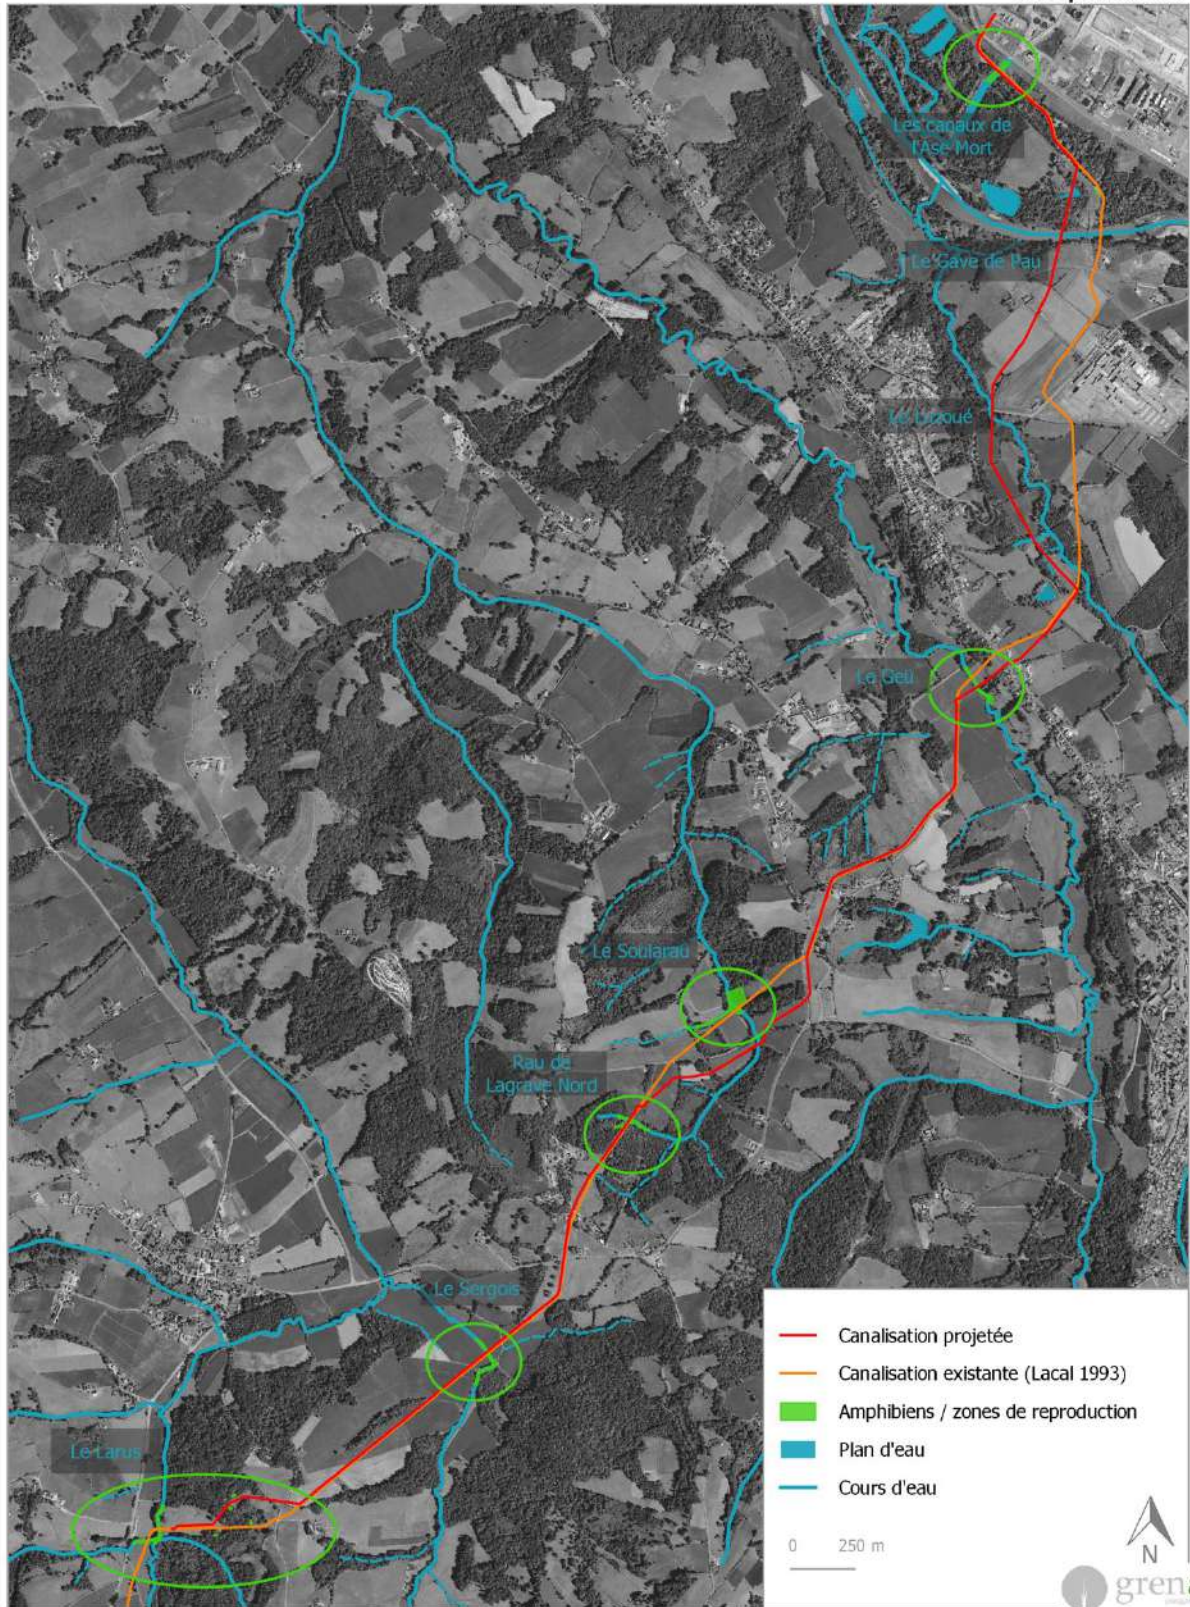 Les canaux de
l'Ase Mort
Le Gave de Pau
Le Luzoué
Le Geü
Le Soularau
Rau de
Lagrave Nord
Le Sergois
Le Larus
Canalisation projetée
Canalisation existante (Lacal 1993)
Amphibiens / zones de reproduction
Plan d'eau
Cours d'eau
0 250 m
N